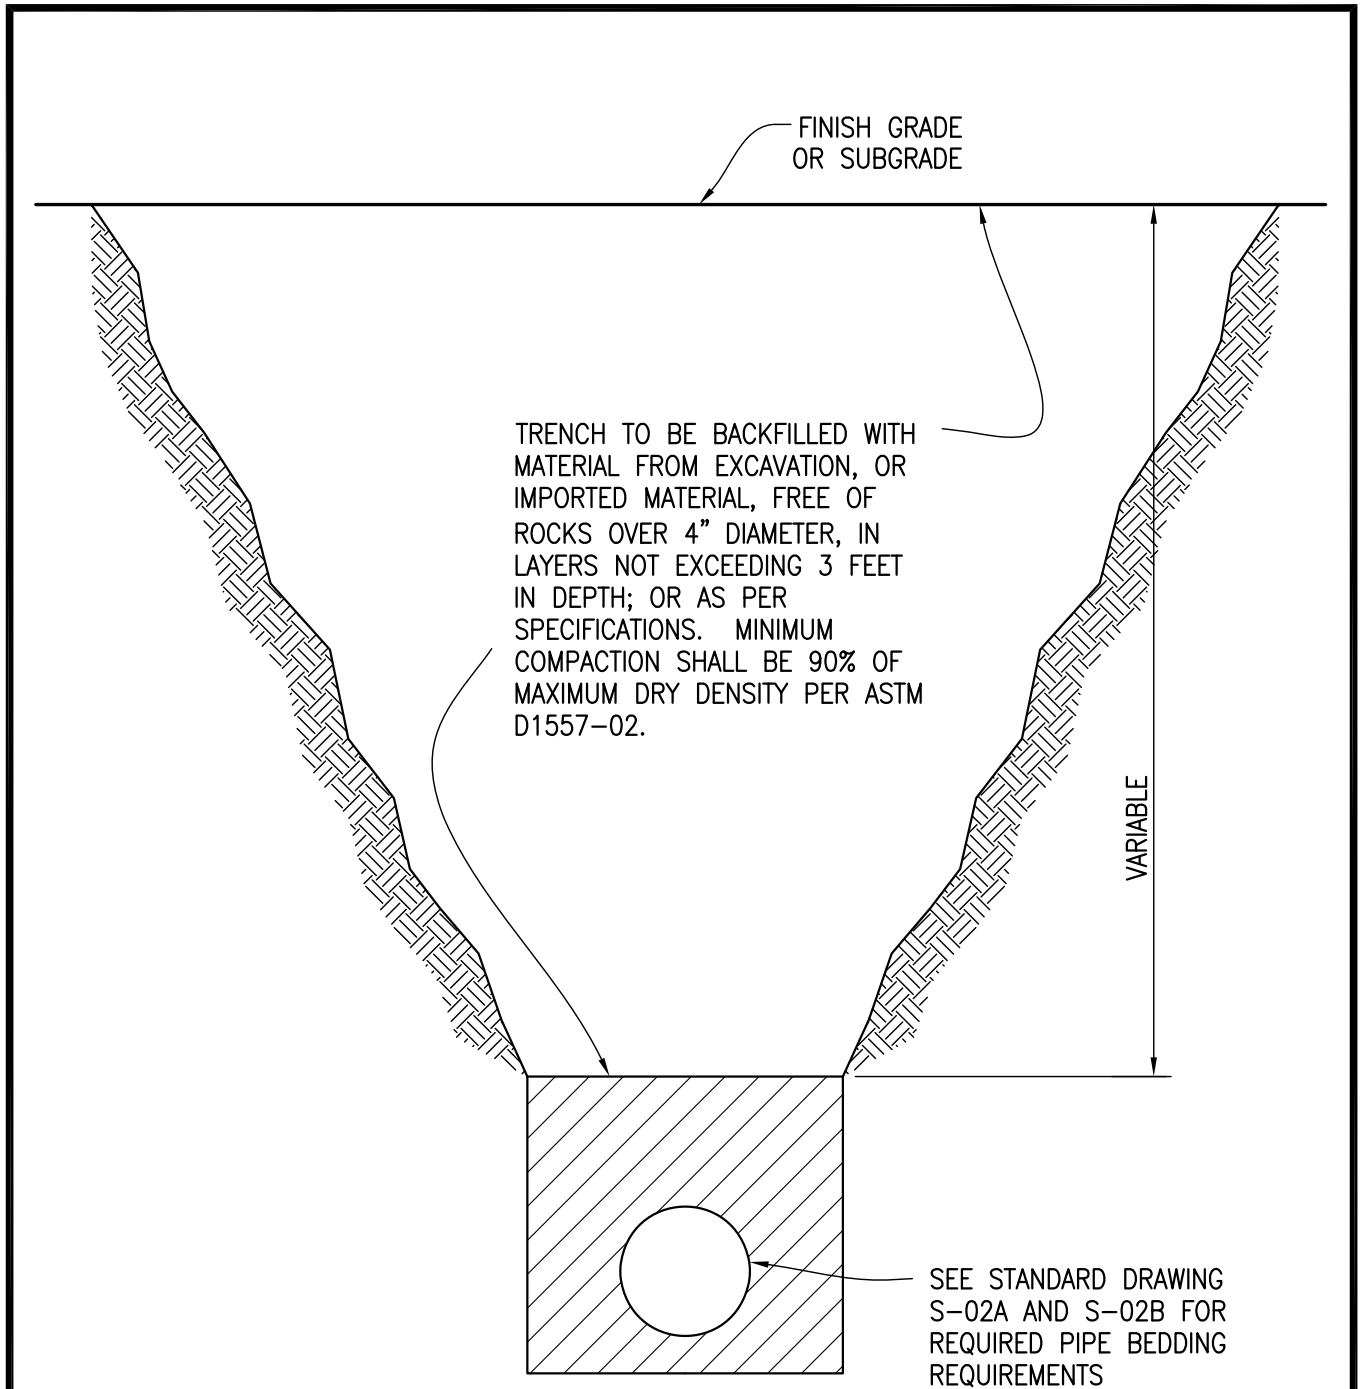 FINISH GRADE
OR SUBGRADE
TRENCH TO BE BACKFILLED WITH
MATERIAL FROM EXCAVATION, OR
IMPORTED MATERIAL, FREE OF
ROCKS OVER 4" DIAMETER, IN
LAYERS NOT EXCEEDING 3 FEET
IN DEPTH; OR AS PER
SPECIFICATIONS. MINIMUM
COMPACTION SHALL BE 90% OF
MAXIMUM DRY DENSITY PER ASTM
D1557-02.
VARIABLE
SEE STANDARD DRAWING
S-02A AND S-02B FOR
REQUIRED PIPE BEDDING
REQUIREMENTS